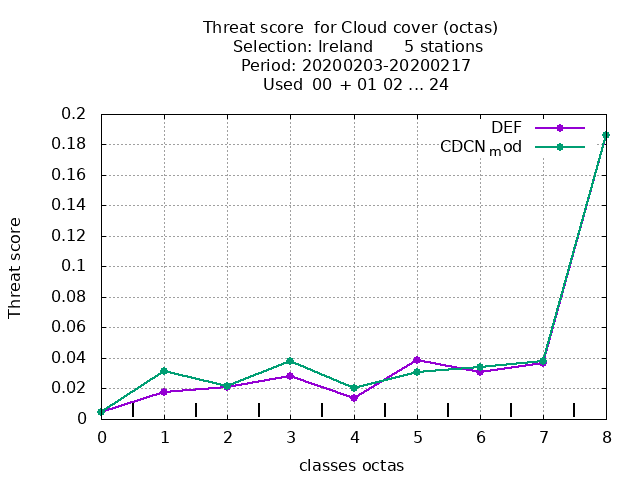 Threat score for Cloud cover (octas)
Selection: Ireland 5 stations
Period: 20200203-20200217
Used 00 + 01 02 ... 24
DEF
CDCNmod
0.2
0.18
0.16
0.14
0.12
0.1
0.08
0.06
0.04
0.02
0
Threat score
0 1 2 3 4 5 6 7 8
classes octas